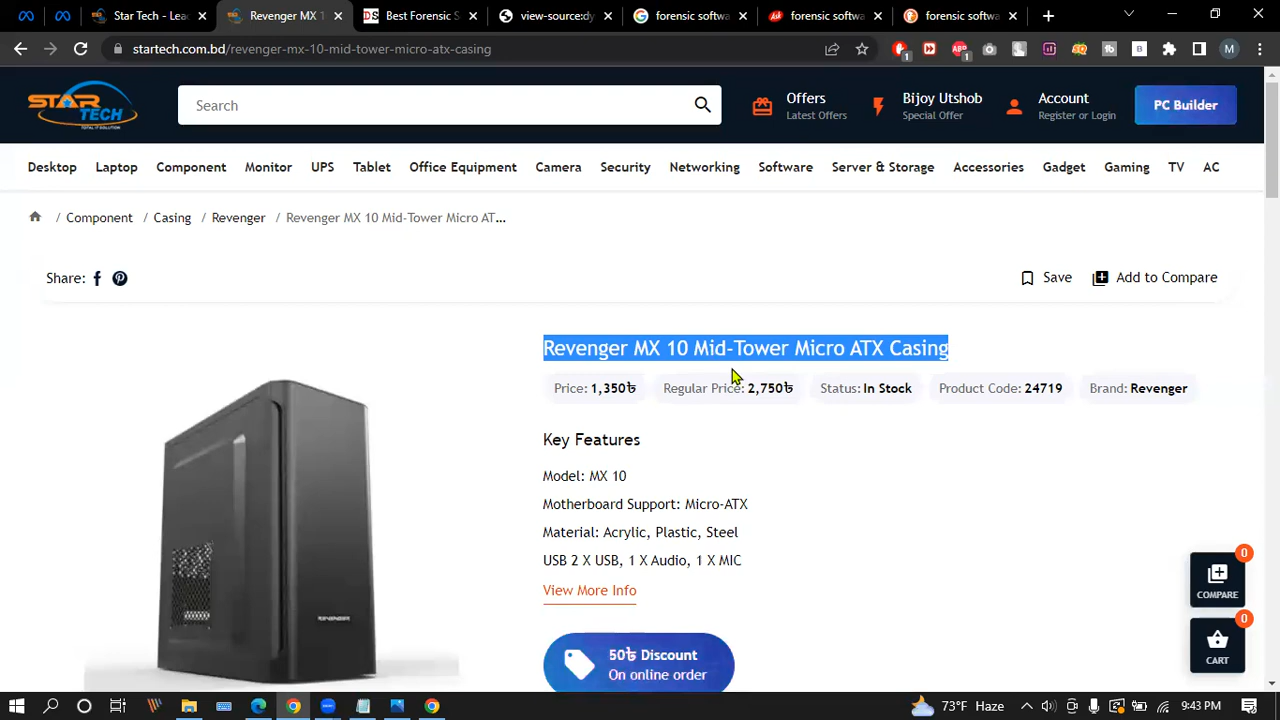 Star Tech - Lea
Revenger MX 1
DS Best Forensic S
view-source:dy
forensic softwa
forensic softwa
forensic softwa
startech.com.bd/revenger-mx-10-mid-tower-micro-atx-casing
STAR TECH
TOTAL IT SOLUTION
Search
Offers
Latest Offers
Bijoy Utshob
Special Offer
Account
Register or Login
PC Builder
Desktop Laptop Component Monitor UPS Tablet Office Equipment Camera Security Networking Software Server & Storage Accessories Gadget Gaming TV AC
/ Component / Casing / Revenger / Revenger MX 10 Mid-Tower Micro AT...
Share:
Save
Add to Compare
Revenger MX 10 Mid-Tower Micro ATX Casing
Price: 1,350৳ Regular Price: 2,750৳ Status: In Stock Product Code: 24719 Brand: Revenger
Key Features
Model: MX 10
Motherboard Support: Micro-ATX
Material: Acrylic, Plastic, Steel
USB 2 X USB, 1 X Audio, 1 X MIC
View More Info
50৳ Discount
On online order
REVENGER
0
COMPARE
0
CART
73°F Haze
9:43 PM